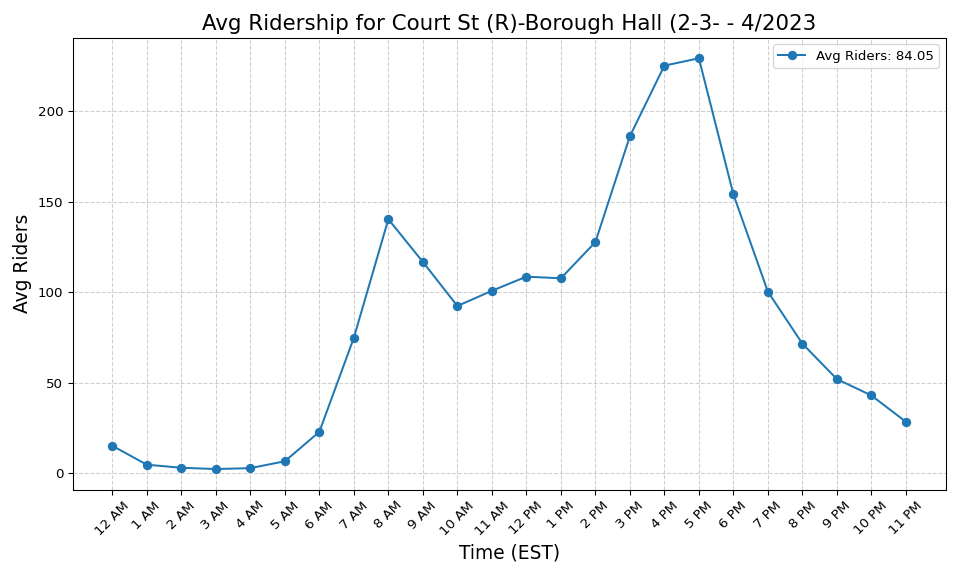 Avg Ridership for Court St (R)-Borough Hall (2-3- - 4/2023
Avg Riders: 84.05
Avg Riders
200
150
100
50
0
12 AM
1 AM
2 AM
3 AM
4 AM
5 AM
6 AM
7 AM
8 AM
9 AM
10 AM
11 AM
12 PM
1 PM
2 PM
3 PM
4 PM
5 PM
6 PM
7 PM
8 PM
9 PM
10 PM
11 PM
Time (EST)